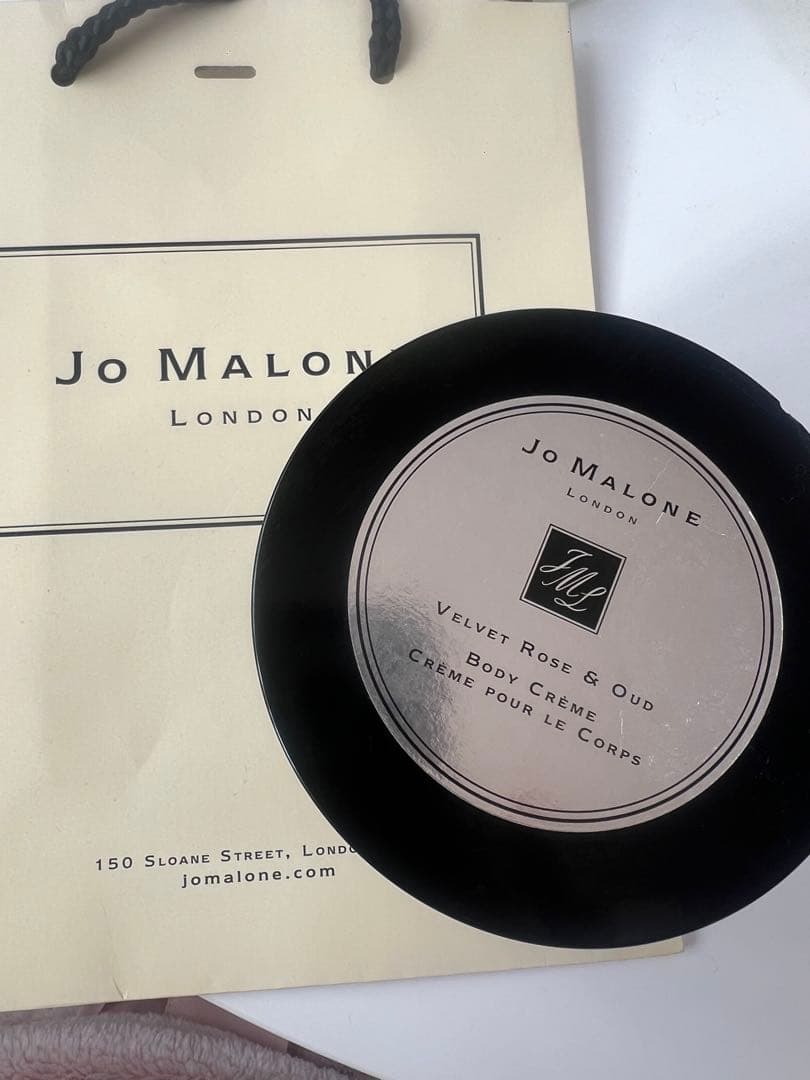 Jo Malon
London
150 Sloane Street, Londo
jomalone.com
Jo Malone
London
JML
Velvet Rose & Oud
Body Crème
Crème pour le Corps